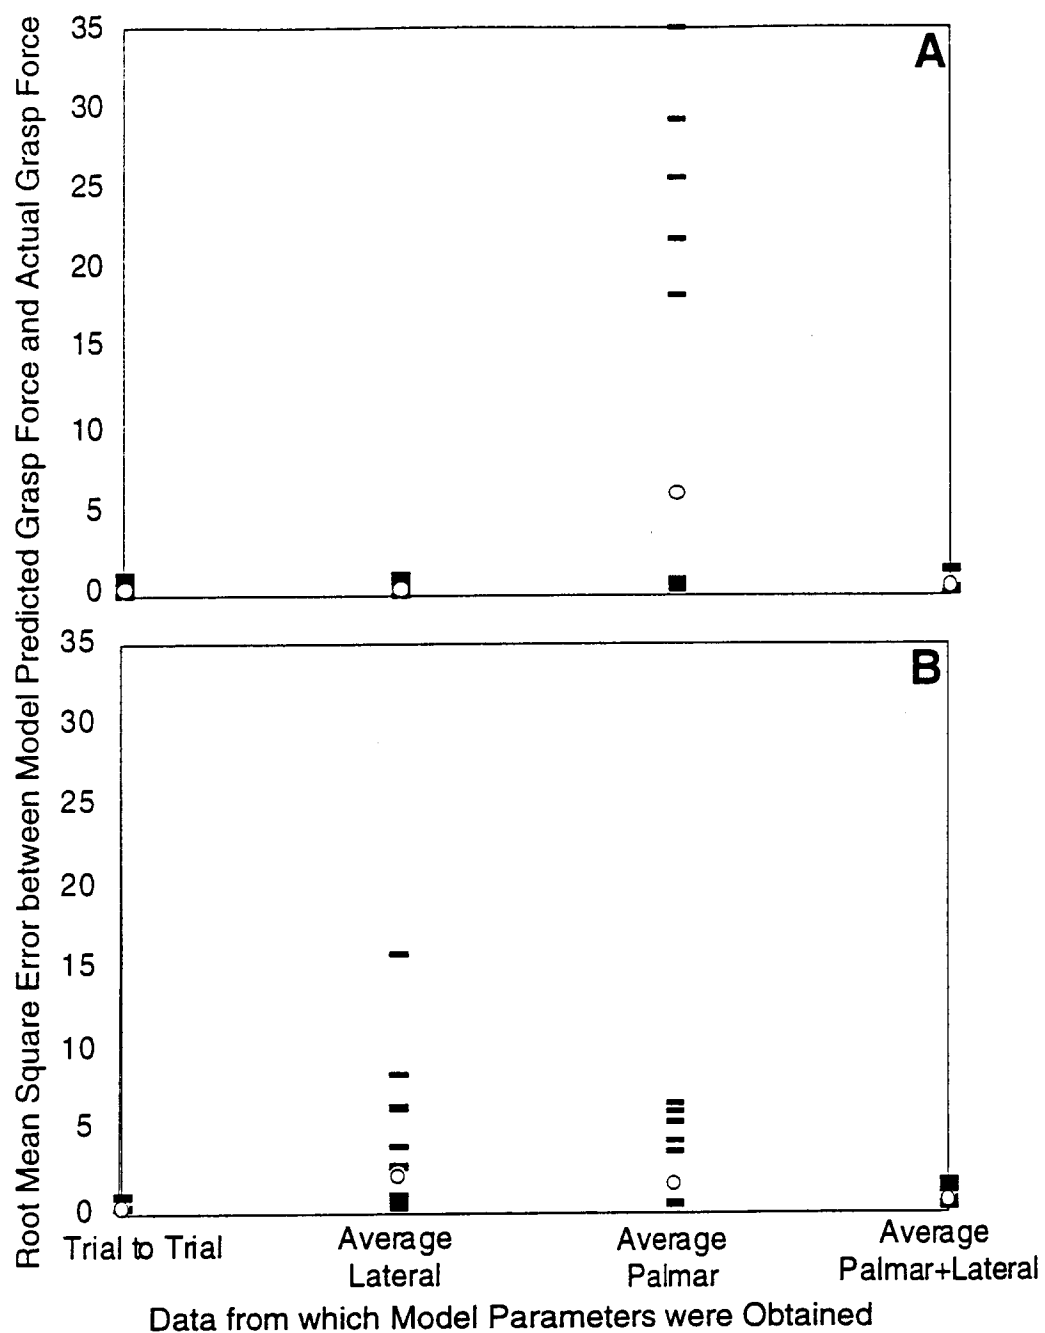 Root Mean Square Error between Model Predicted Grasp Force and Actual Grasp Force
A
35
30
25
20
15
10
5
0
B
35
30
25
20
15
10
5
0
Trial to Trial
Average Lateral
Average Palmar
Average Palmar+Lateral
Data from which Model Parameters were Obtained